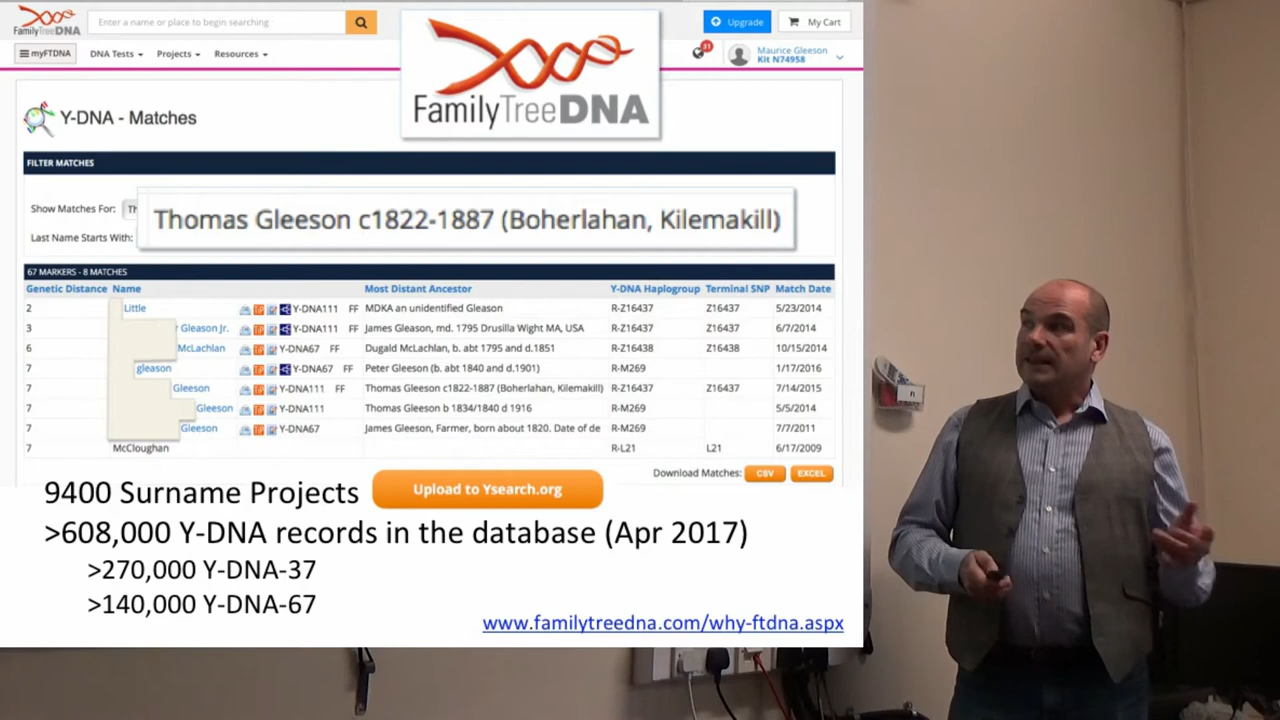 FamilyTreeDNA
Enter a name or place to begin searching
Upgrade
My Cart
myFTDNA
DNA Tests
Projects
Resources
31
Maurice Gleeson
Kit N74958
FamilyTreeDNA
Y-DNA - Matches
FILTER MATCHES
Show Matches For: Th
Thomas Gleeson c1822-1887 (Boherlahan, Kilemakill)
Last Name Starts With:
67 MARKERS - 8 MATCHES
Genetic Distance Name Most Distant Ancestor Y-DNA Haplogroup Terminal SNP Match Date
2 Little TiP Y-DNA111 FF MDKA an unidentified Gleason R-Z16437 Z16437 5/23/2014
3 r Gleason Jr. TiP Y-DNA111 FF James Gleason, md. 1795 Drusilla Wight MA, USA R-Z16437 Z16437 6/7/2014
6 McLachlan TiP Y-DNA67 FF Dugald McLachlan, b. abt 1795 and d.1851 R-Z16438 Z16438 10/15/2014
7 gleason TiP Y-DNA67 FF Peter Gleeson (b. abt 1840 and d.1901) R-M269 1/17/2016
7 Gleeson TiP Y-DNA111 FF Thomas Gleeson c1822-1887 (Boherlahan, Kilemakill) R-Z16437 Z16437 7/14/2015
7 Gleeson TiP Y-DNA111 Thomas Gleeson b 1834/1840 d 1916 R-M269 5/5/2014
7 Gleeson TiP Y-DNA67 James Gleeson, Farmer, born about 1820. Date of de R-M269 7/7/2011
7 McCloughan R-L21 L21 6/17/2009
Download Matches: CSV EXCEL
9400 Surname Projects
Upload to Ysearch.org
>608,000 Y-DNA records in the database (Apr 2017)
>270,000 Y-DNA-37
>140,000 Y-DNA-67
www.familytreedna.com/why-ftdna.aspx
n